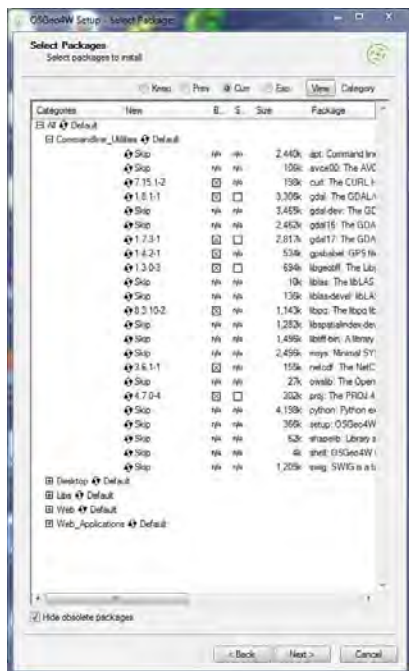 OSGeo4W Setup - Select Packages
Select Packages
Select packages to install
Keep Prev Curr Exp View Category
Categories New B... S... Size Package
All Default
Commandline_Utilities Default
Skip n/a n/a 2,440k apt: Command line
Skip n/a n/a 106k avce00: The AVC
7.15.1-2 n/a 158k curl: The CURL
1.8.1-1 3,306k gdal: The GDAL/
Skip n/a n/a 3,465k gdal-dev: The GD
Skip n/a n/a 2,462k gdal16: The GDA
1.7.3-1 2,817k gdal17: The GDA
1.4.2-1 n/a 534k gpsbabel: GPS
1.3.0-3 694k libgeotiff: The Lib
Skip n/a n/a 10k liblas: The libLAS
Skip n/a n/a 136k liblas-devel: libLA
8.3.10-2 n/a 1,143k libpq: The libpq lib
Skip n/a n/a 1,282k libspatialindex-dev
Skip n/a n/a 1,496k libtiff-bin: A library
Skip n/a n/a 2,496k msys: Minimal SY
3.6.1-1 n/a 155k netcdf: The NetC
Skip n/a n/a 27k owslib: The Open
4.7.0-4 202k proj: The PROJ.4
Skip n/a n/a 4,198k python: Python ex
Skip n/a n/a 366k setup: OSGeo4W
Skip n/a n/a 62k shapelib: Library a
Skip n/a n/a 4k shell: OSGeo4W
Skip n/a n/a 1,205k swig: SWIG is a
Desktop Default
Libs Default
Web Default
Web_Applications Default
Hide obsolete packages
< Back Next > Cancel